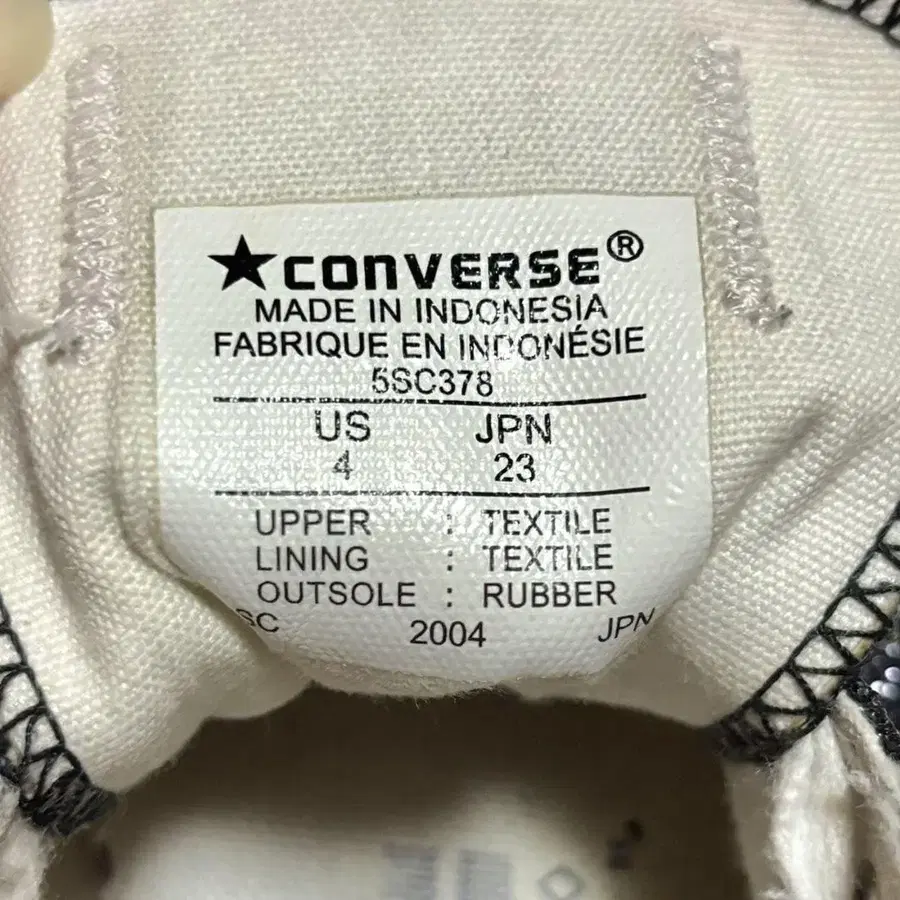 ★CONVERSE®
MADE IN INDONESIA
FABRIQUE EN INDONÉSIE
5SC378
US JPN
4 23
UPPER : TEXTILE
LINING : TEXTILE
OUTSOLE : RUBBER
SC 2004 JPN